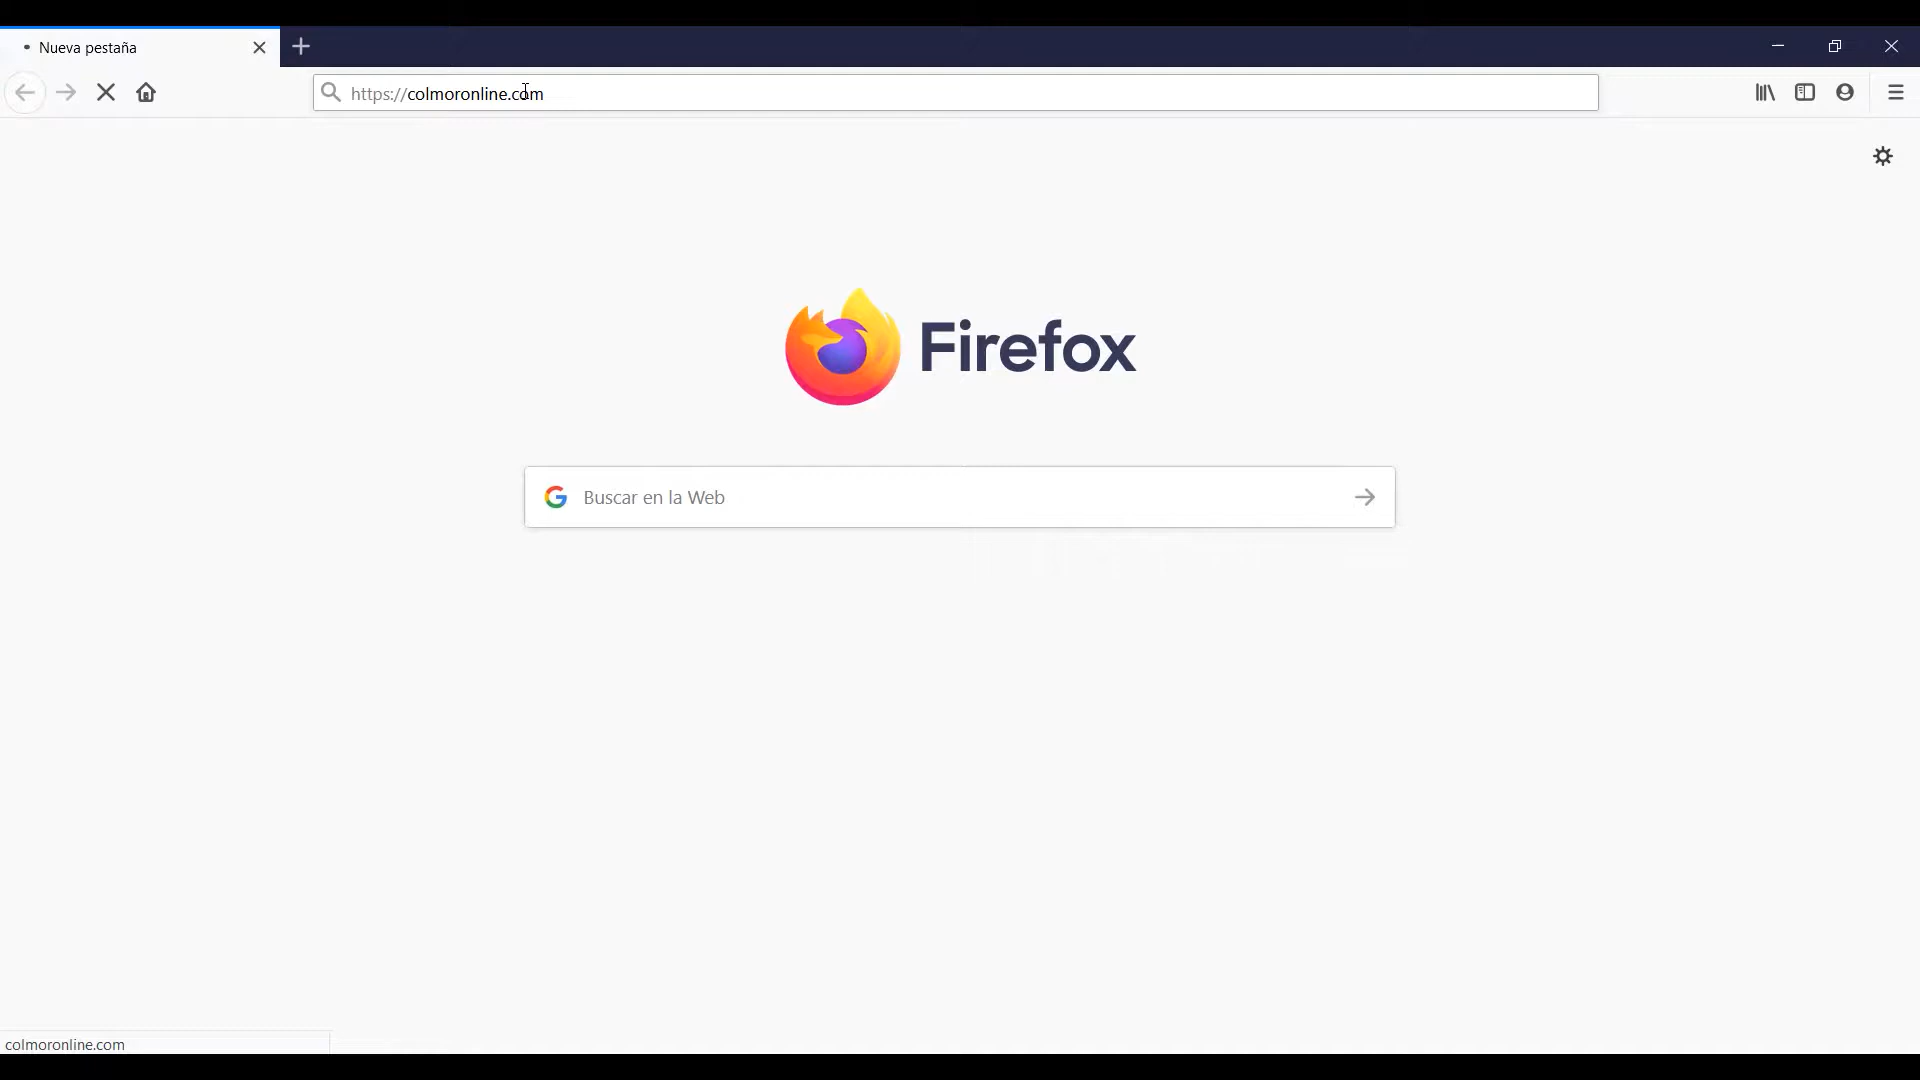 Nueva pestaña
https://colmoronline.com
Firefox
Buscar en la Web
colmoronline.com